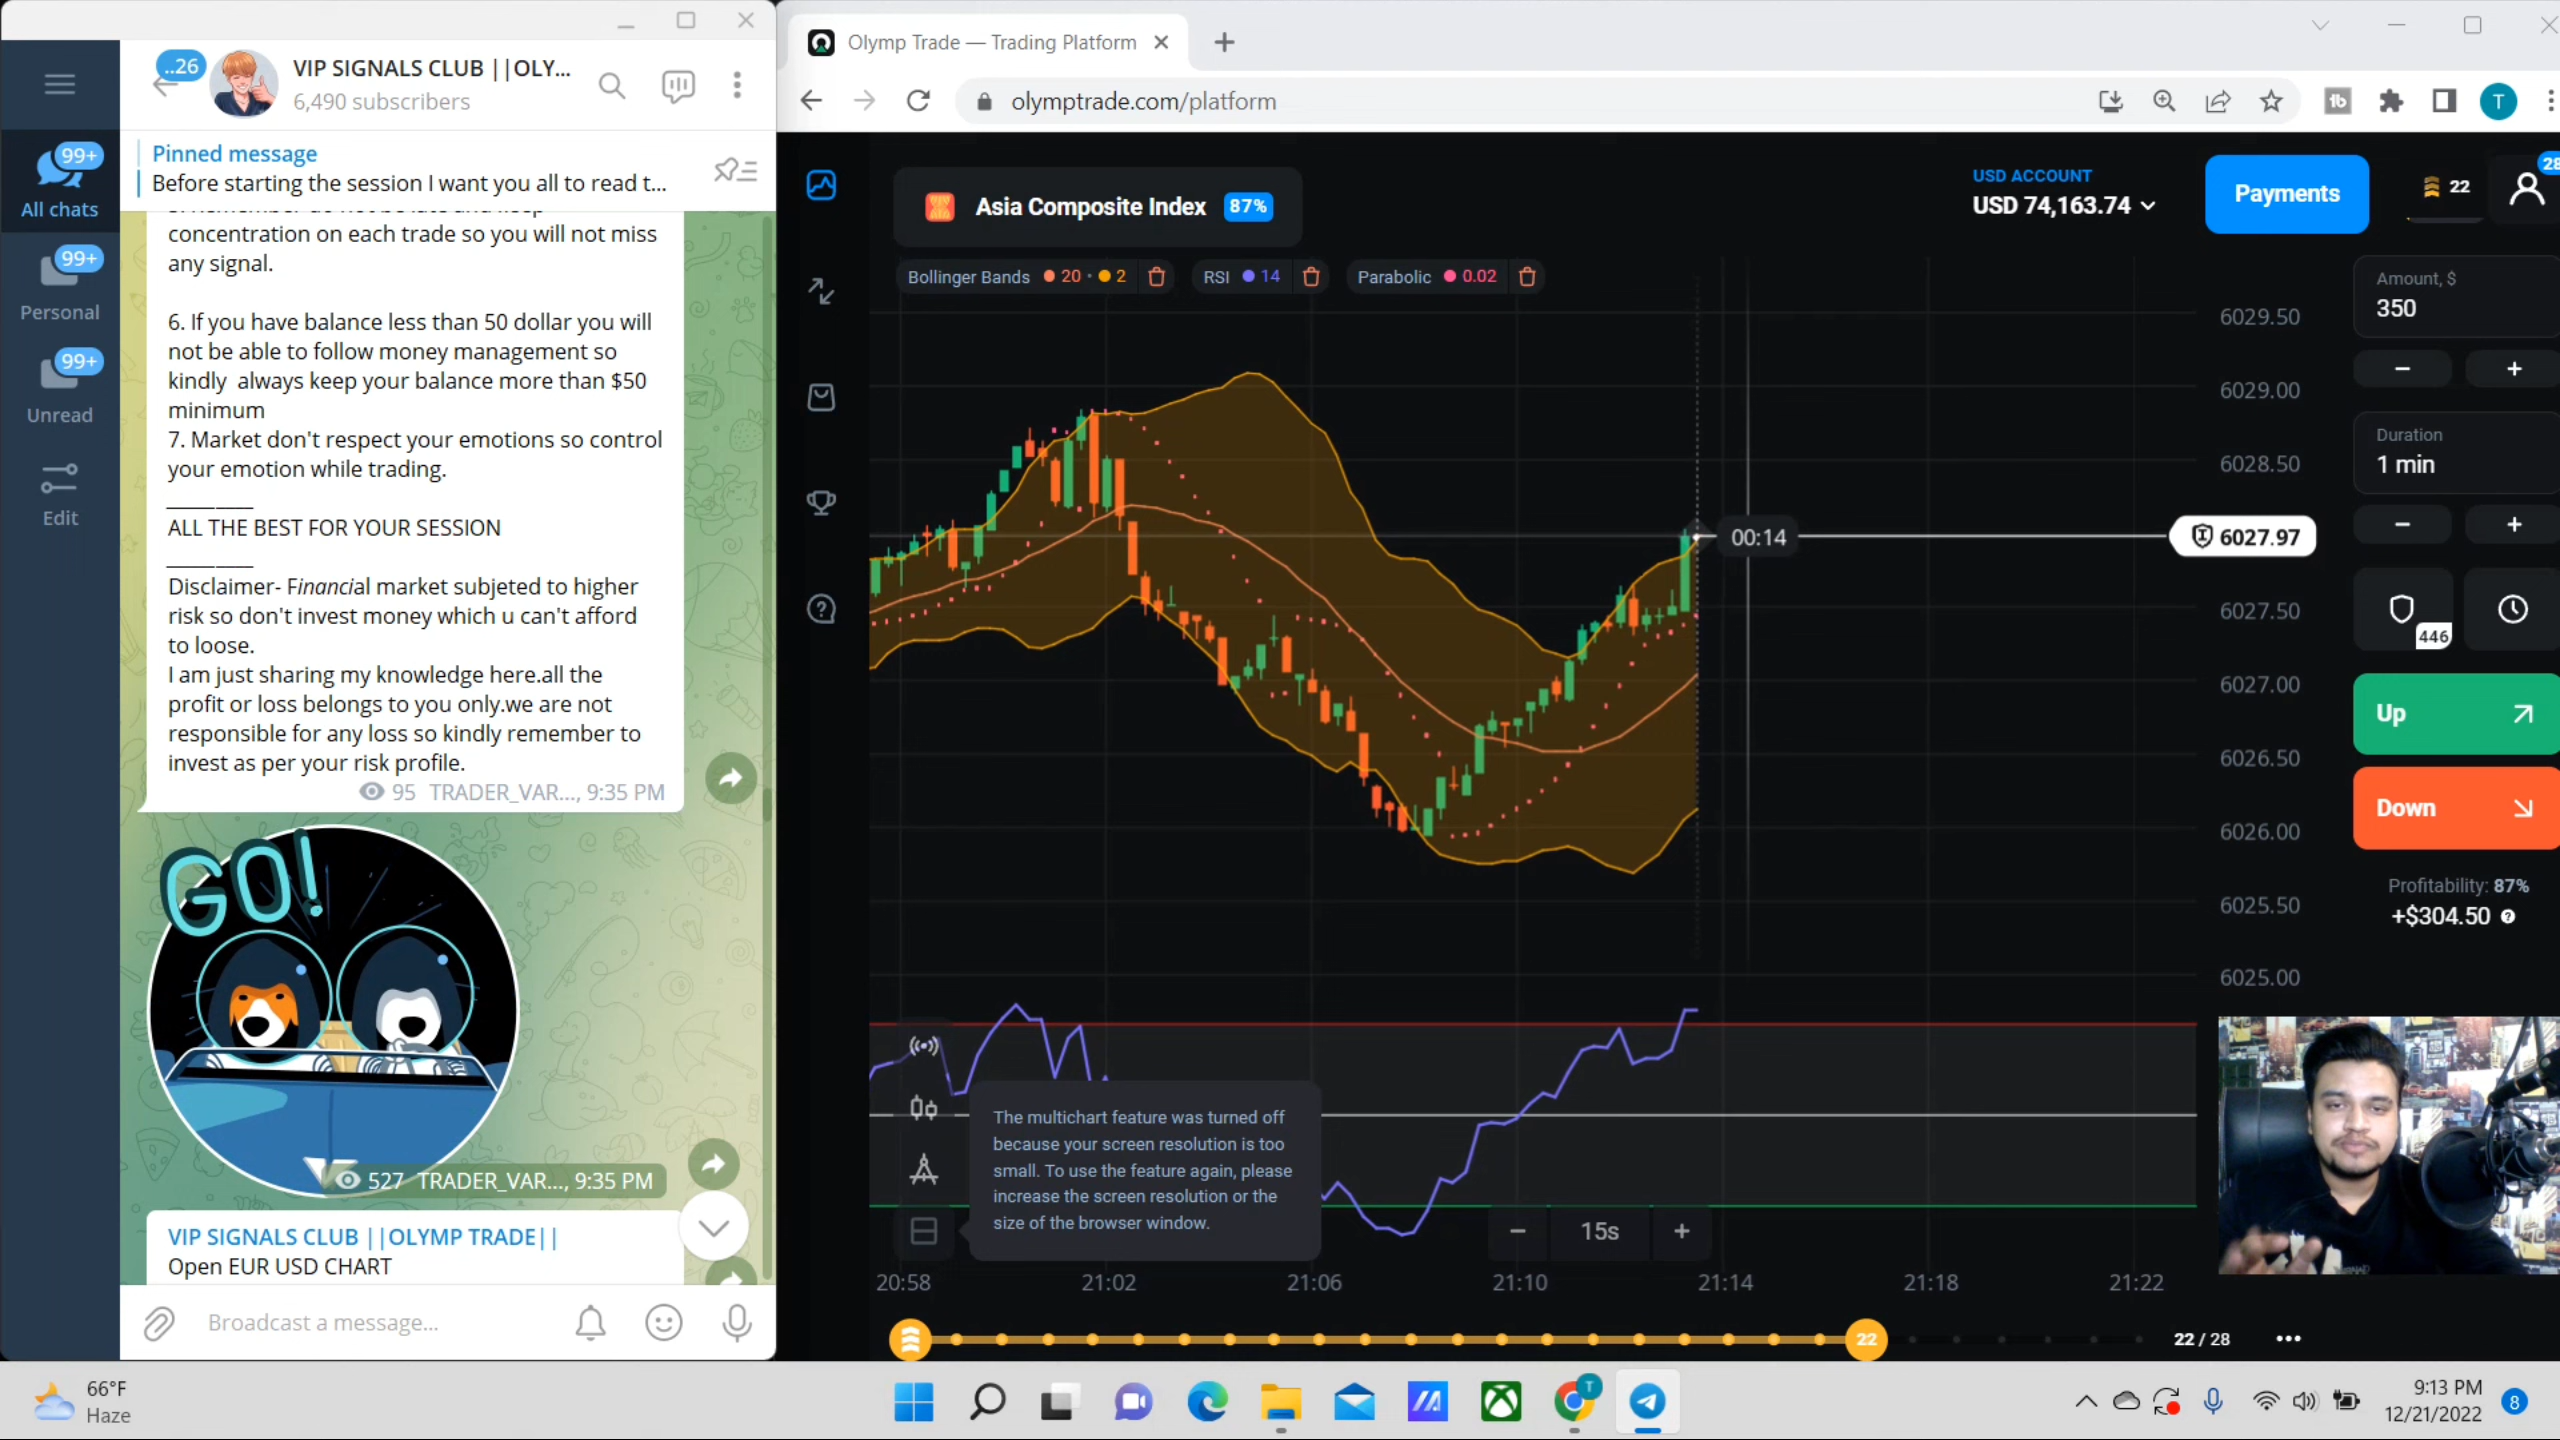 ..26
VIP SIGNALS CLUB ||OLY...
6,490 subscribers
Pinned message
Before starting the session I want you all to read t...
99+
All chats
99+
Personal
99+
Unread
Edit
concentration on each trade so you will not miss
any signal.
6. If you have balance less than 50 dollar you will
not be able to follow money management so
kindly always keep your balance more than $50
minimum
7. Market don't respect your emotions so control
your emotion while trading.
ALL THE BEST FOR YOUR SESSION
Disclaimer- Financial market subjeted to higher
risk so don't invest money which u can't afford
to loose.
I am just sharing my knowledge here.all the
profit or loss belongs to you only.we are not
responsible for any loss so kindly remember to
invest as per your risk profile.
95 TRADER_VAR..., 9:35 PM
GO!
527 TRADER_VAR..., 9:35 PM
VIP SIGNALS CLUB ||OLYMP TRADE||
Open EUR USD CHART
Broadcast a message...
Olymp Trade — Trading Platform
olymptrade.com/platform
tb
T
Asia Composite Index 87%
USD ACCOUNT
USD 74,163.74
Payments
22
28
Bollinger Bands 20 • 2
RSI 14
Parabolic 0.02
6029.50
6029.00
6028.50
6027.97
6027.50
6027.00
6026.50
6026.00
6025.50
6025.00
00:14
Amount, $
350
− +
Duration
1 min
− +
446
Up
Down
Profitability: 87%
+$304.50
The multichart feature was turned off
because your screen resolution is too
small. To use the feature again, please
increase the screen resolution or the
size of the browser window.
− 15s +
20:58 21:02 21:06 21:10 21:14 21:18 21:22
22
22 / 28
66°F
Haze
T
9:13 PM
12/21/2022
8